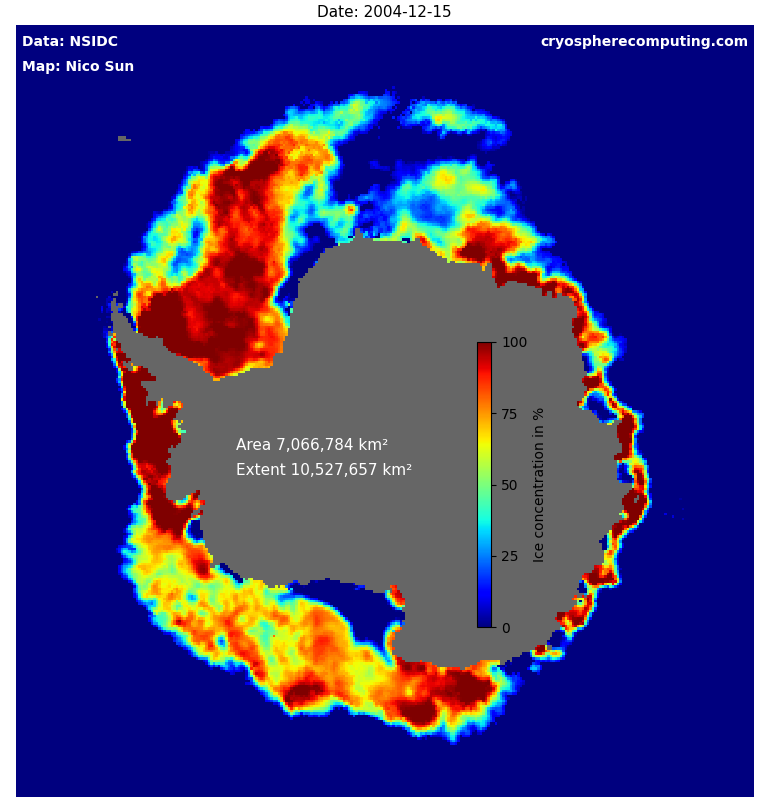 Date: 2004-12-15
Data: NSIDC
cryospherecomputing.com
Map: Nico Sun
100
75
50
25
0
Ice concentration in %
Area 7,066,784 km²
Extent 10,527,657 km²